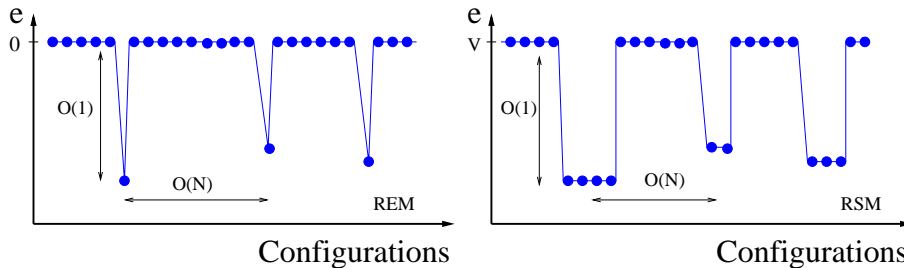 e
0
O(1)
O(N)
REM
Configurations
e
V
O(1)
O(N)
RSM
Configurations